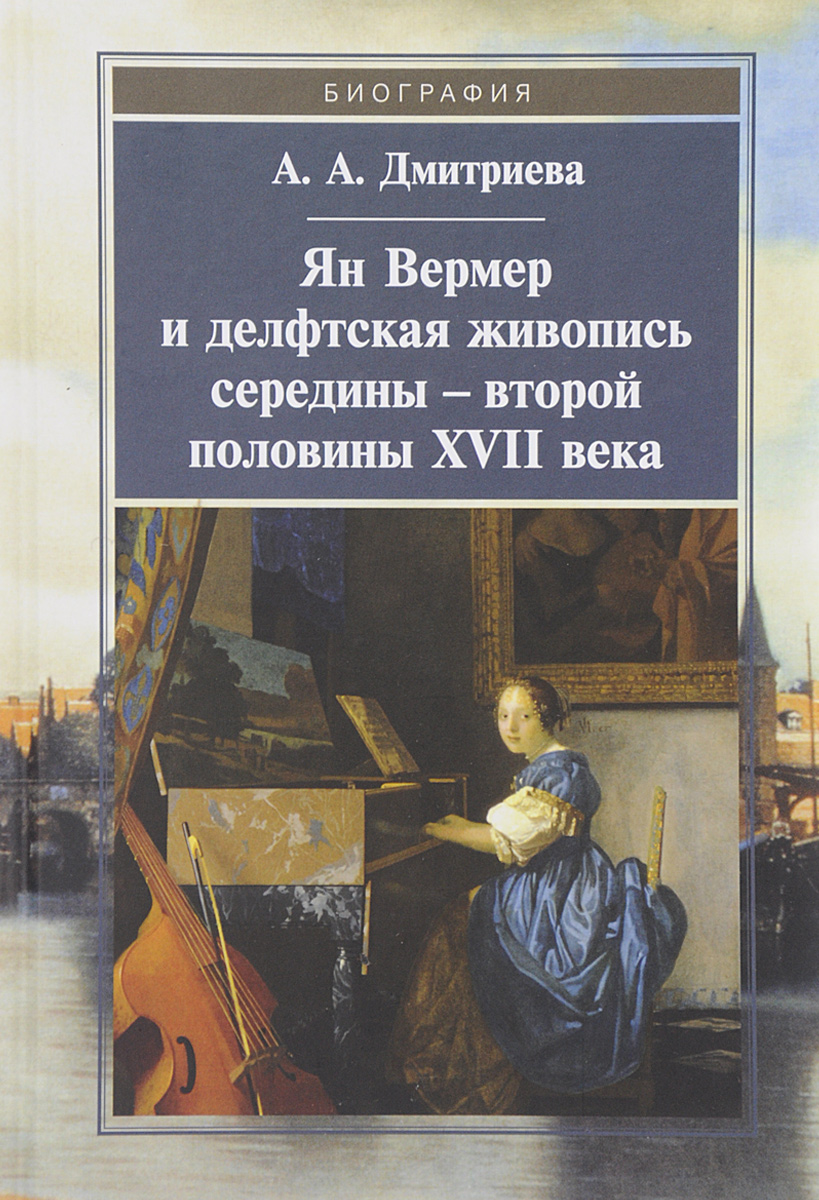 БИОГРАФИЯ
А. А. Дмитриева
Ян Вермер
и делфтская живопись
середины – второй
половины XVII века